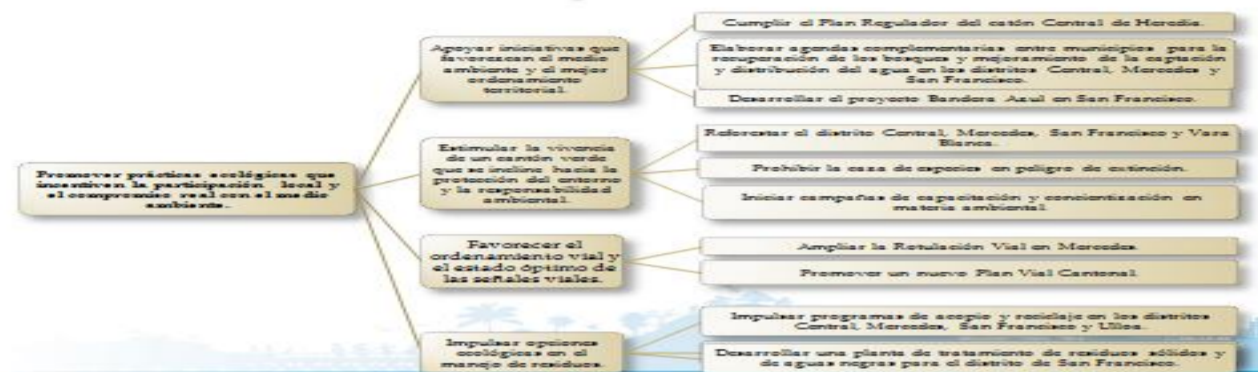 Promover prácticas ecológicas que
incentiven la participación local y
el compromiso real con el medio
ambiente.
Apoyar iniciativas que
favorezcan el medio
ambiente y el mejor
ordenamiento
territorial.
Cumplir el Plan Regulador del catón Central de Heredia.
Elaborar agendas complementarias entre municipios para la
recuperación de los bosques y mejoramiento de la captación
y distribución del agua en los distritos Central, Mercedes y
San Francisco.
Desarrollar el proyecto Bandera Azul en San Francisco.
Estimular la vivencia
de un cantón verde
que se incline hacia la
protección del entorno
y la responsabilidad
ambiental.
Reforestar el distrito Central, Mercedes, San Francisco y Vara
Blanca.
Prohibir la caza de especies en peligro de extinción.
Iniciar campañas de capacitación y concientización en
materia ambiental.
Favorecer el
ordenamiento vial y
el estado óptimo de
las señales viales.
Ampliar la Rotulación Vial en Mercedes.
Promover un nuevo Plan Vial Cantonal.
Impulsar opciones
ecológicas en el
manejo de residuos.
Impulsar programas de acopio y reciclaje en los distritos
Central, Mercedes, San Francisco y Ulloa.
Desarrollar una planta de tratamiento de residuos sólidos y
de aguas negras para el distrito de San Francisco.